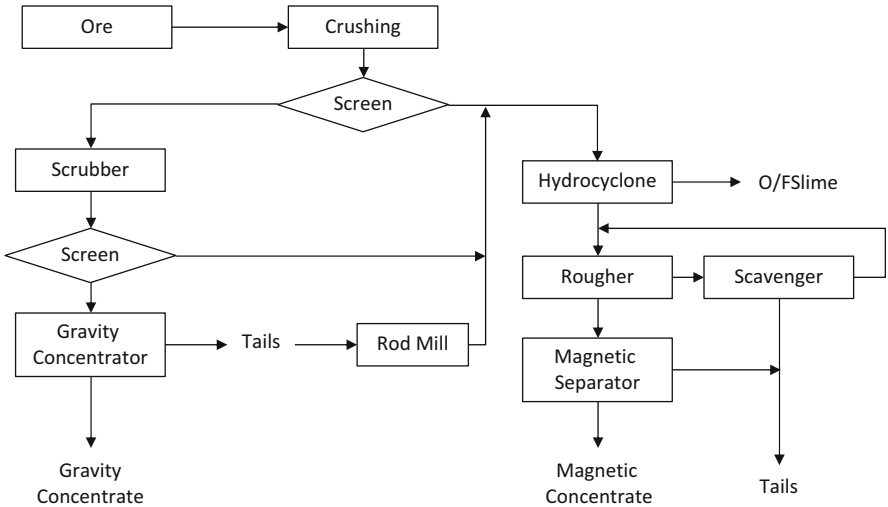 Ore
Crushing
Screen
Scrubber
Hydrocyclone
O/FSlime
Screen
Rougher
Scavenger
Gravity
Concentrator
Tails
Rod Mill
Magnetic
Separator
Gravity
Concentrate
Magnetic
Concentrate
Tails